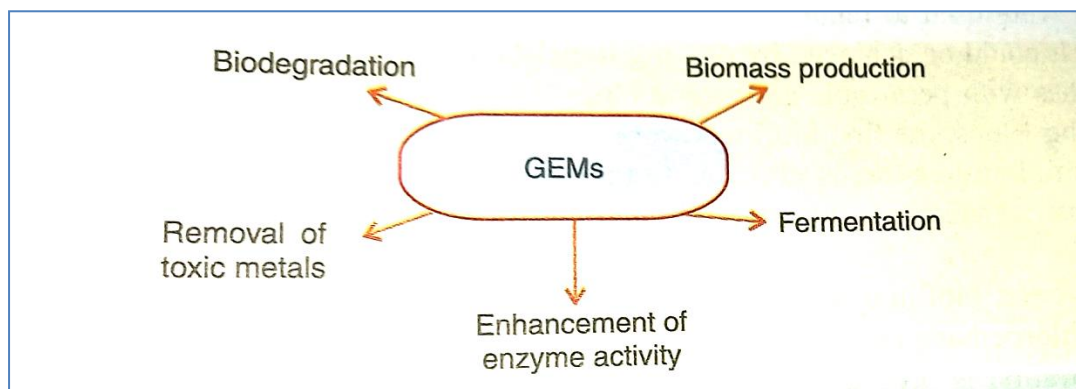 Biodegradation
Biomass production
GEMs
Removal of
toxic metals
Fermentation
Enhancement of
enzyme activity